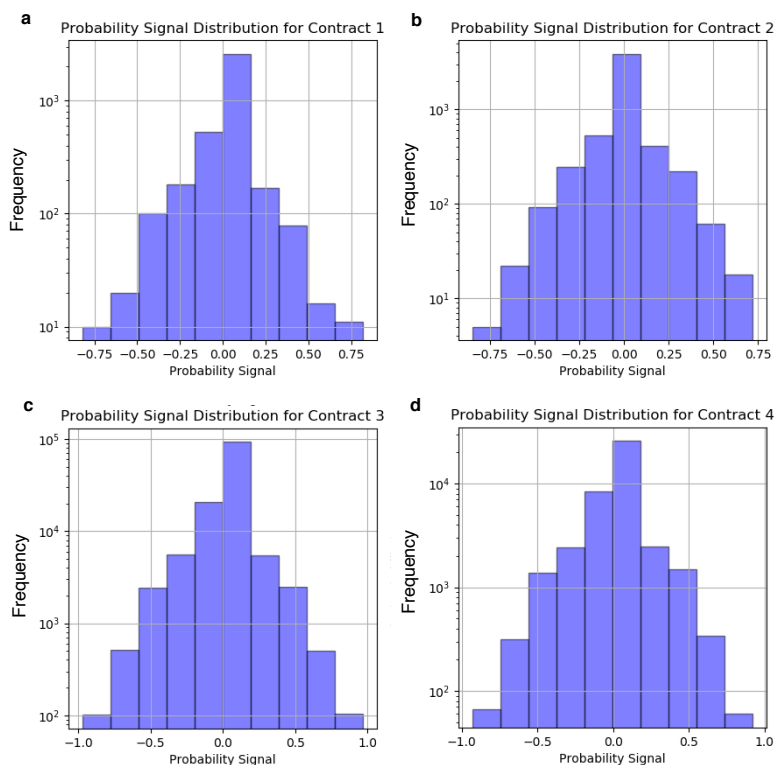 a
Probability Signal Distribution for Contract 1
Frequency
10³
10²
10¹
−0.75 −0.50 −0.25 0.00 0.25 0.50 0.75
Probability Signal
b
Probability Signal Distribution for Contract 2
Frequency
10³
10²
10¹
−0.75 −0.50 −0.25 0.00 0.25 0.50 0.75
Probability Signal
c
Probability Signal Distribution for Contract 3
Frequency
10⁵
10⁴
10³
10²
−1.0 −0.5 0.0 0.5 1.0
Probability Signal
d
Probability Signal Distribution for Contract 4
Frequency
10⁴
10³
10²
−1.0 −0.5 0.0 0.5 1.0
Probability Signal